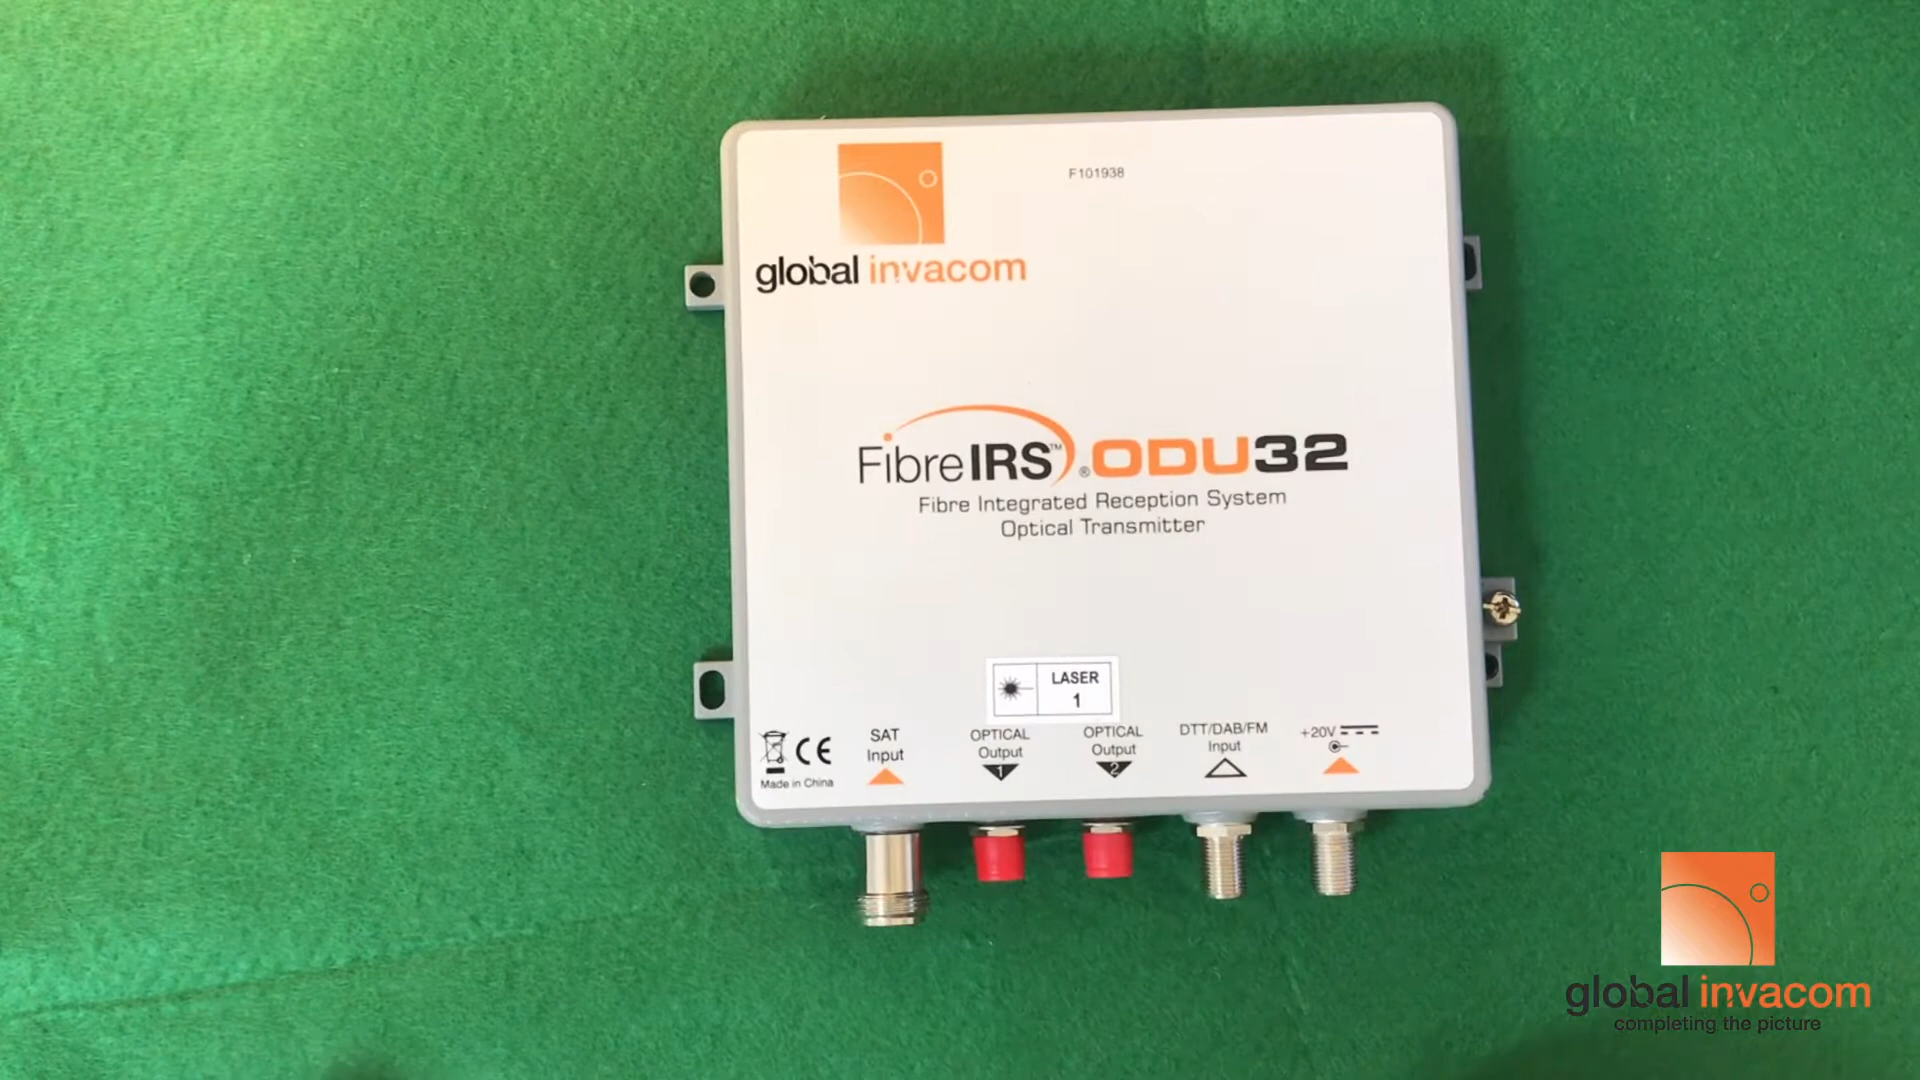 F101938
global invacom
FibreIRS™ ® ODU32
Fibre Integrated Reception System
Optical Transmitter
LASER
1
SAT
Input
OPTICAL
Output
1
OPTICAL
Output
2
DTT/DAB/FM
Input
+20V
CE
Made in China
global invacom
completing the picture